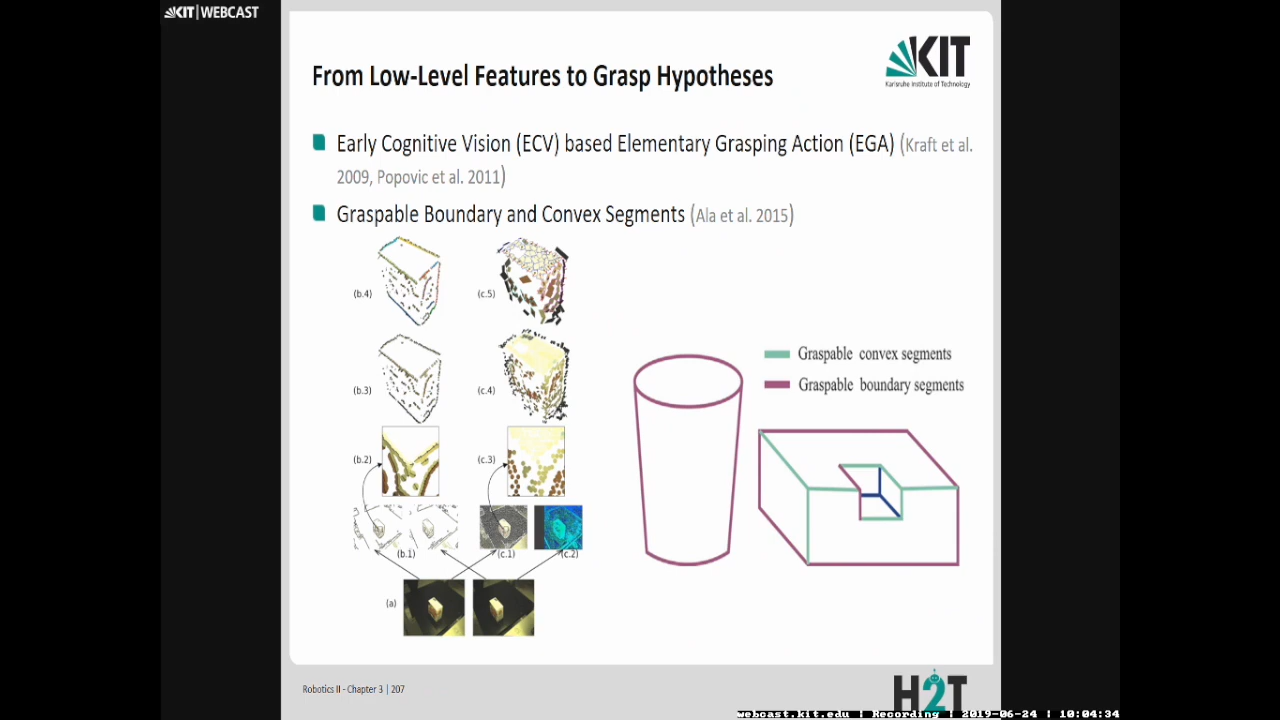 KIT | WEBCAST
KIT
Karlsruhe Institute of Technology
From Low-Level Features to Grasp Hypotheses
Early Cognitive Vision (ECV) based Elementary Grasping Action (EGA) (Kraft et al.
2009, Popovic et al. 2011)
Graspable Boundary and Convex Segments (Ala et al. 2015)
(b.4)
(c.5)
(b.3)
(c.4)
(b.2)
(c.3)
(b.1)
(c.1)
(c.2)
(a)
Graspable convex segments
Graspable boundary segments
Robotics II - Chapter 3 | 207
H2T
webcast.kit.edu | Recording | 2019-06-24 | 10:04:34